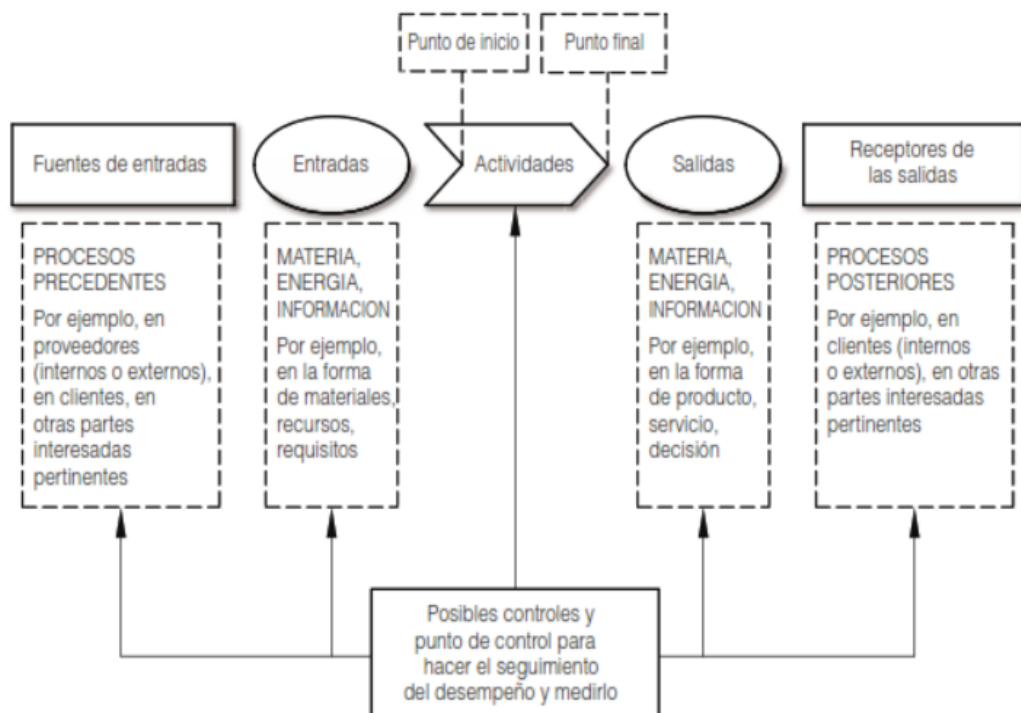 Punto de inicio
Punto final
Fuentes de entradas
Entradas
Actividades
Salidas
Receptores de
las salidas
PROCESOS
PRECEDENTES
Por ejemplo, en
proveedores
(internos o externos),
en clientes, en
otras partes
interesadas
pertinentes
MATERIA,
ENERGIA,
INFORMACION
Por ejemplo,
en la forma
de materiales,
recursos,
requisitos
MATERIA,
ENERGIA,
INFORMACION
Por ejemplo,
en la forma
de producto,
servicio,
decisión
PROCESOS
POSTERIORES
Por ejemplo, en
clientes (internos
o externos), en otras
partes interesadas
pertinentes
Posibles controles y
punto de control para
hacer el seguimiento
del desempeño y medirlo